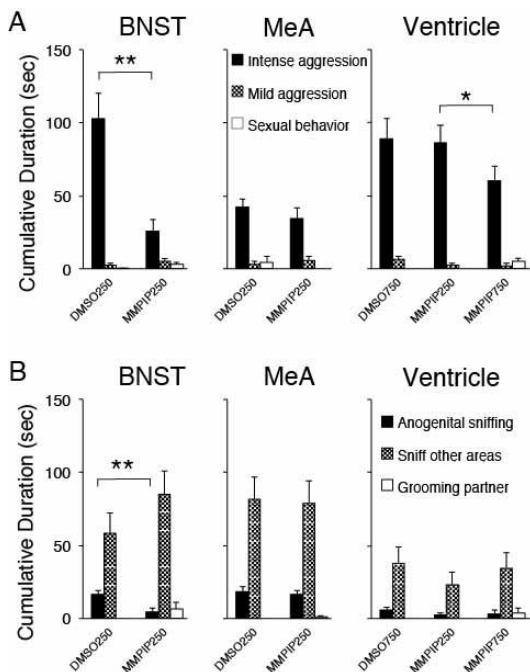 A
BNST
MeA
Ventricle
Cumulative Duration (sec)
150
100
50
0
**
*
Intense aggression
Mild aggression
Sexual behavior
DMSO250
MMPIP250
DMSO250
MMPIP250
DMSO750
MMPIP250
MMPIP750
B
BNST
MeA
Ventricle
Cumulative Duration (sec)
150
100
50
0
**
Anogenital sniffing
Sniff other areas
Grooming partner
DMSO250
MMPIP250
DMSO250
MMPIP250
DMSO750
MMPIP250
MMPIP750